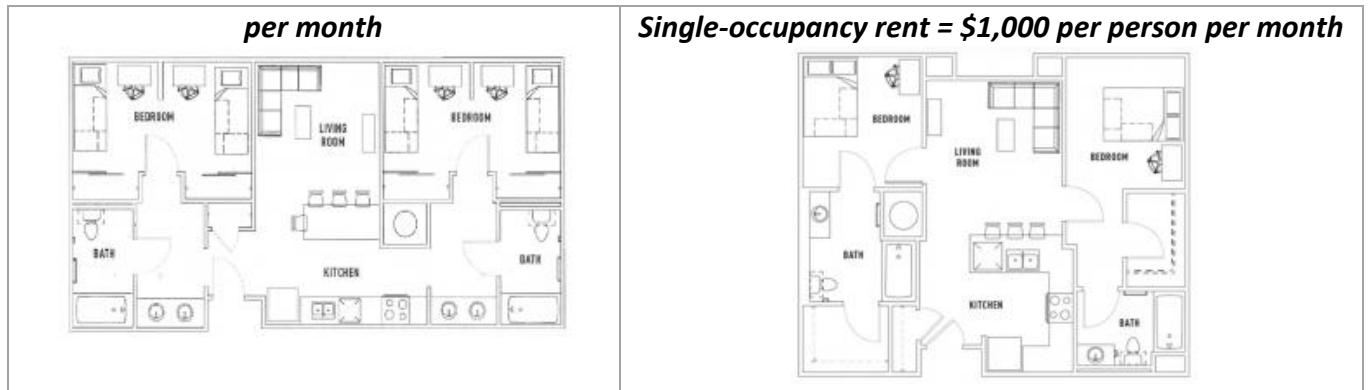 per month
BEDROOM
BEDROOM
LIVING
ROOM
BATH
BATH
KITCHEN
Single-occupancy rent = $1,000 per person per month
BEDROOM
LIVING
ROOM
BEDROOM
BATH
KITCHEN
BATH